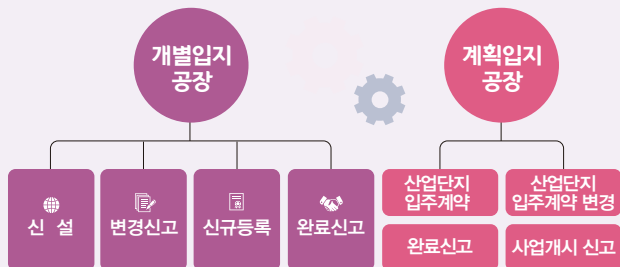 개별입지
공장
계획입지
공장
신 설
변경신고
신규등록
완료신고
산업단지
입주계약
산업단지
입주계약 변경
완료신고
사업개시 신고